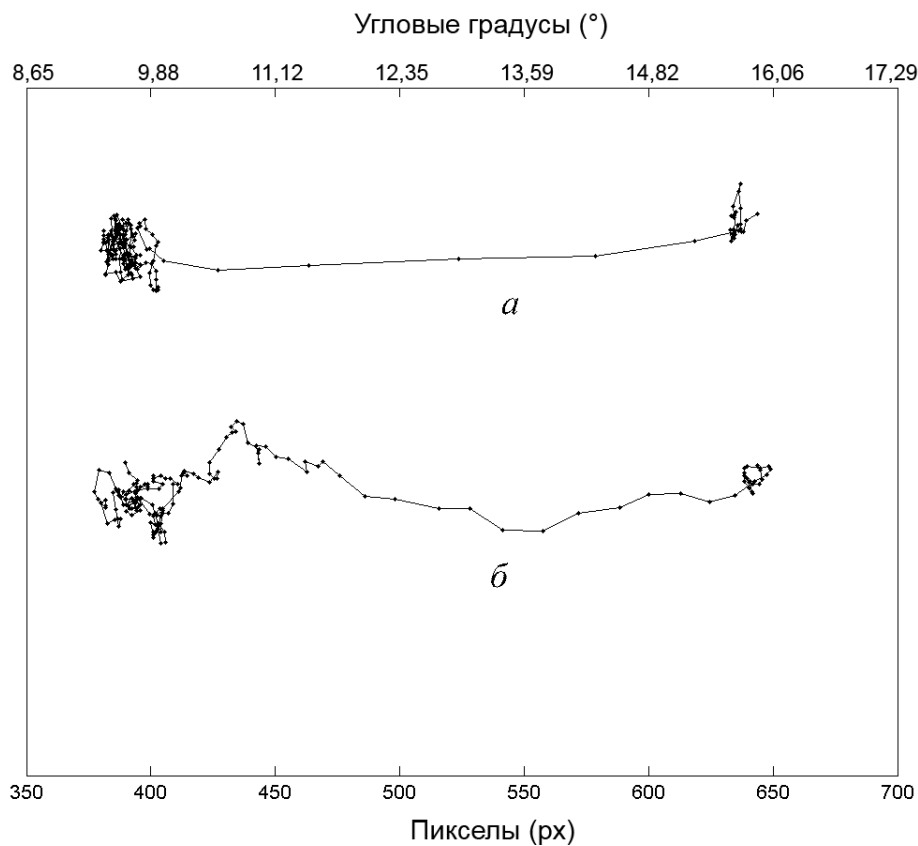 Угловые градусы (°)
8,65 9,88 11,12 12,35 13,59 14,82 16,06 17,29
а
б
350 400 450 500 550 600 650 700
Пикселы (px)